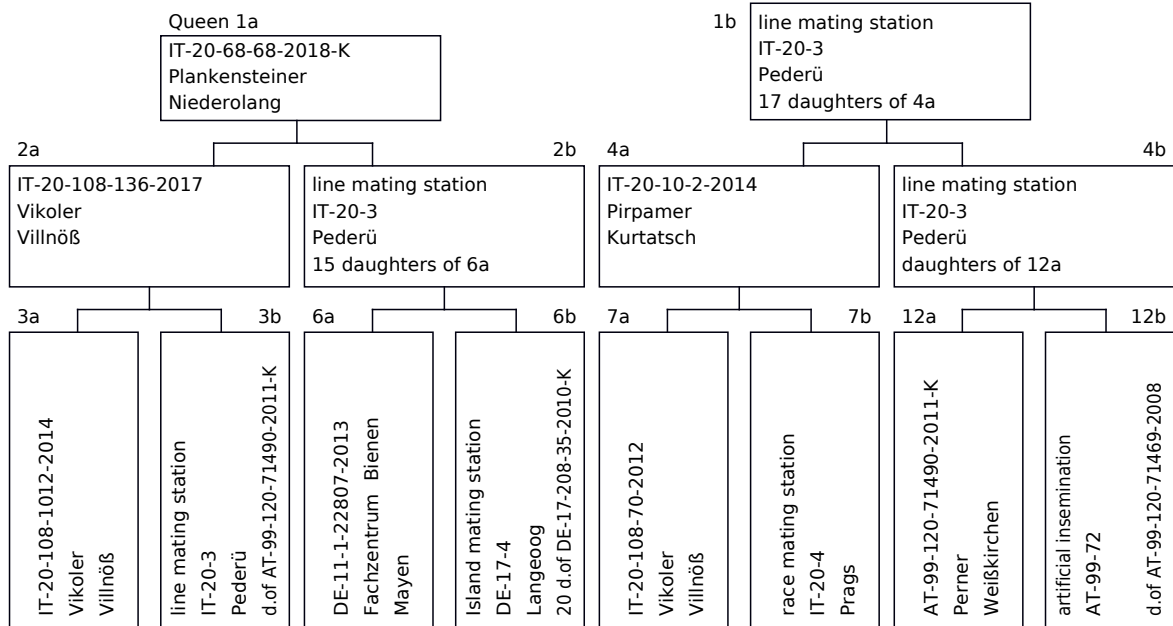 Queen 1a
IT-20-68-68-2018-K
Plankensteiner
Niederolang
1b
line mating station
IT-20-3
Pederü
17 daughters of 4a
2a
IT-20-108-136-2017
Vikoler
Villnöß
2b
line mating station
IT-20-3
Pederü
15 daughters of 6a
4a
IT-20-10-2-2014
Pirpamer
Kurtatsch
4b
line mating station
IT-20-3
Pederü
daughters of 12a
3a
IT-20-108-1012-2014
Vikoler
Villnöß
3b
line mating station
IT-20-3
Pederü
d.of AT-99-120-71490-2011-K
6a
DE-11-1-22807-2013
Fachzentrum Bienen
Mayen
6b
Island mating station
DE-17-4
Langeoog
20 d.of DE-17-208-35-2010-K
7a
IT-20-108-70-2012
Vikoler
Villnöß
7b
race mating station
IT-20-4
Prags
12a
AT-99-120-71490-2011-K
Perner
Weißkirchen
12b
artificial insemination
AT-99-72
d.of AT-99-120-71469-2008